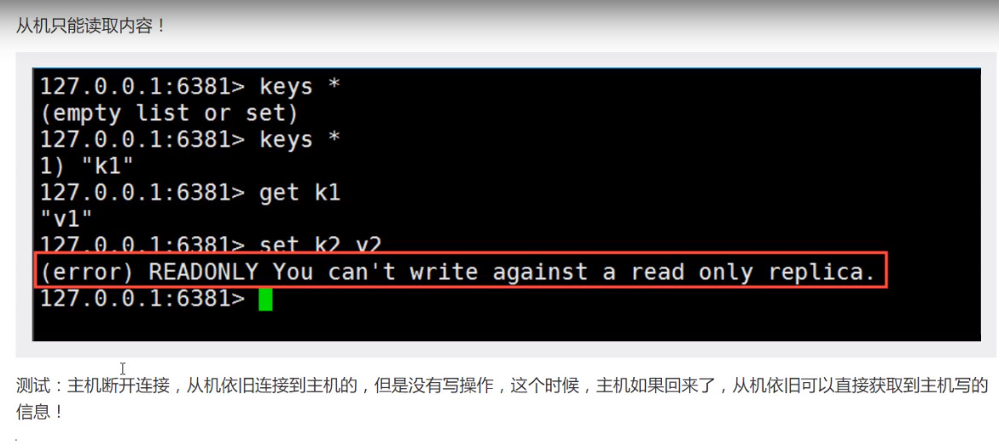 从机只能读取内容！
127.0.0.1:6381> keys *
(empty list or set)
127.0.0.1:6381> keys *
1) "k1"
127.0.0.1:6381> get k1
"v1"
127.0.0.1:6381> set k2 v2
(error) READONLY You can't write against a read only replica.
127.0.0.1:6381>
测试：主机断开连接，从机依旧连接到主机的，但是没有写操作，这个时候，主机如果回来了，从机依旧可以直接获取到主机写的
信息！